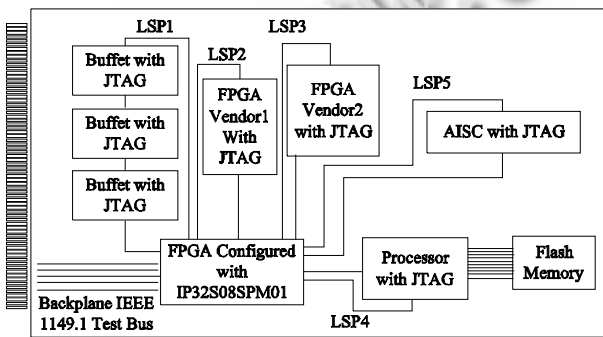 LSP1
LSP3
Buffet with
JTAG
LSP2
FPGA
Vendor1
With
JTAG
FPGA
Vendor2
with JTAG
LSP5
Buffet with
JTAG
AISC with JTAG
Buffet with
JTAG
FPGA Configured
with
IP32S08SPM01
Processor
with JTAG
Flash
Memory
Backplane IEEE
1149.1 Test Bus
LSP4